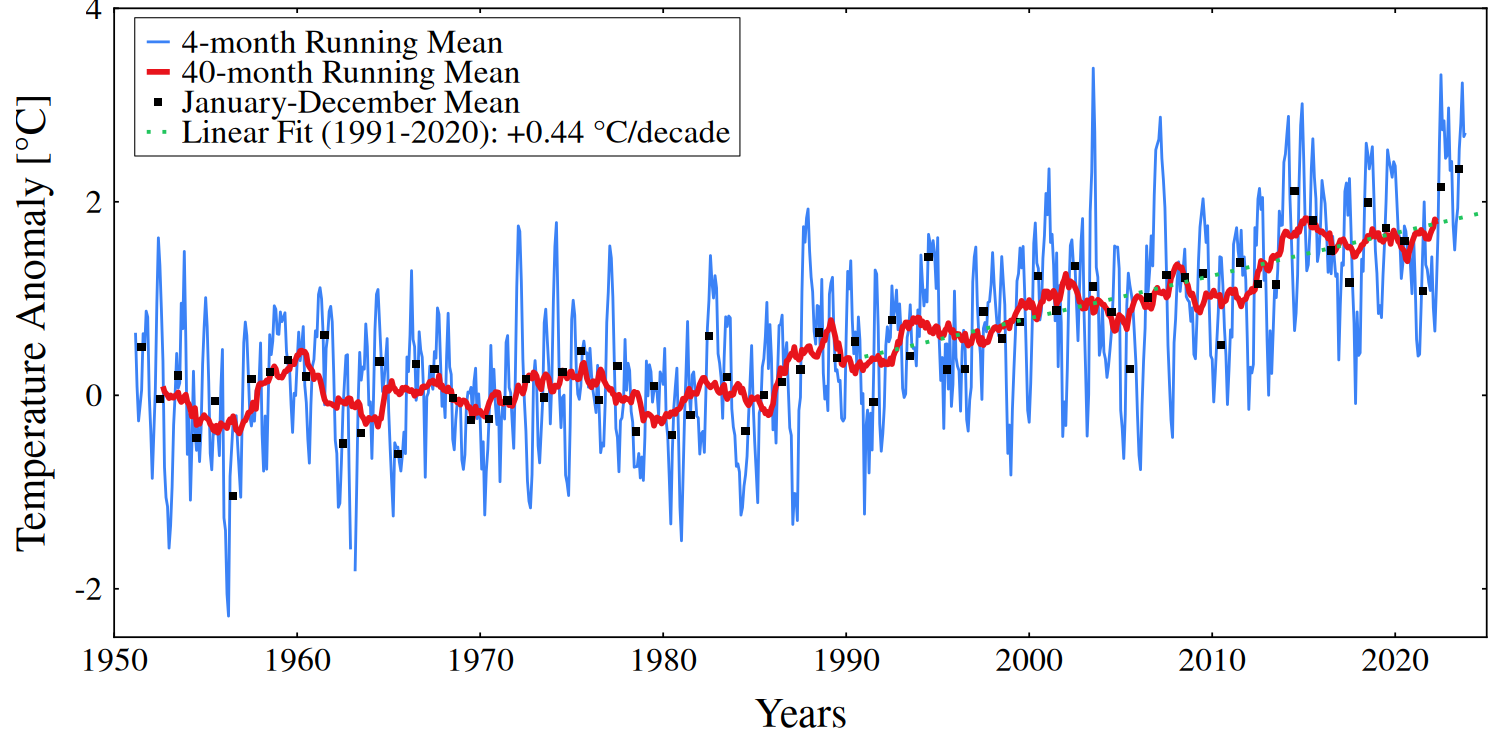 4
4-month Running Mean
40-month Running Mean
January-December Mean
Linear Fit (1991-2020): +0.44 °C/decade
2
0
-2
Temperature Anomaly [°C]
1950 1960 1970 1980 1990 2000 2010 2020
Years